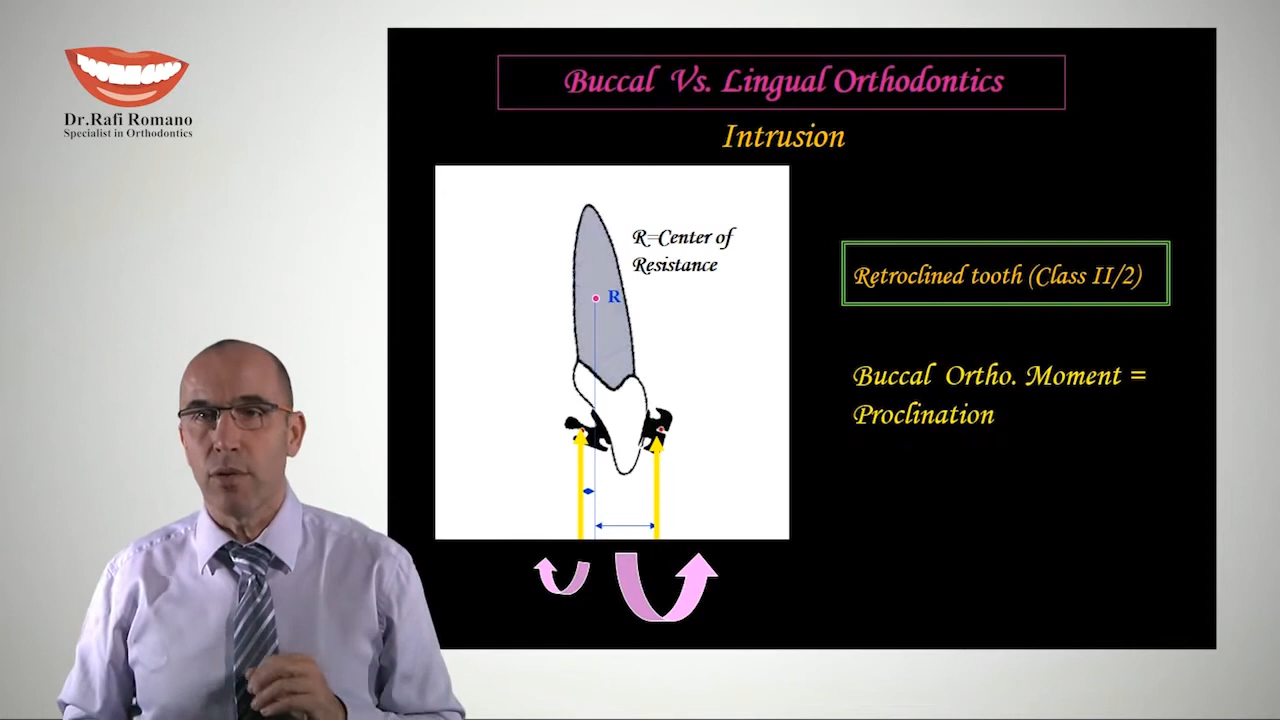 Dr.Rafi Romano
Specialist in Orthodontics
Buccal Vs. Lingual Orthodontics
Intrusion
R=Center of
Resistance
R
Retroclined tooth (Class II/2)
Buccal Ortho. Moment =
Proclination